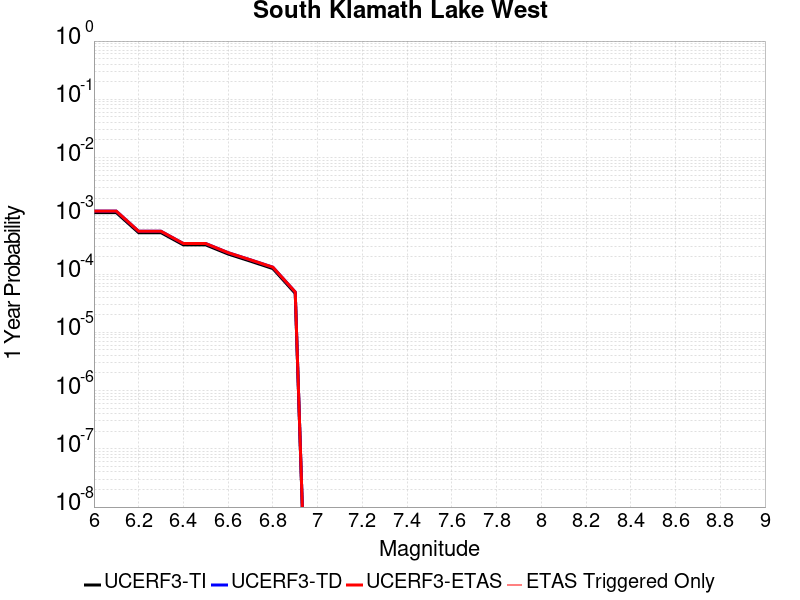 South Klamath Lake West
10^0
10^-1
10^-2
10^-3
10^-4
10^-5
10^-6
10^-7
10^-8
1 Year Probability
6 6.2 6.4 6.6 6.8 7 7.2 7.4 7.6 7.8 8 8.2 8.4 8.6 8.8 9
Magnitude
UCERF3-TI UCERF3-TD UCERF3-ETAS ETAS Triggered Only